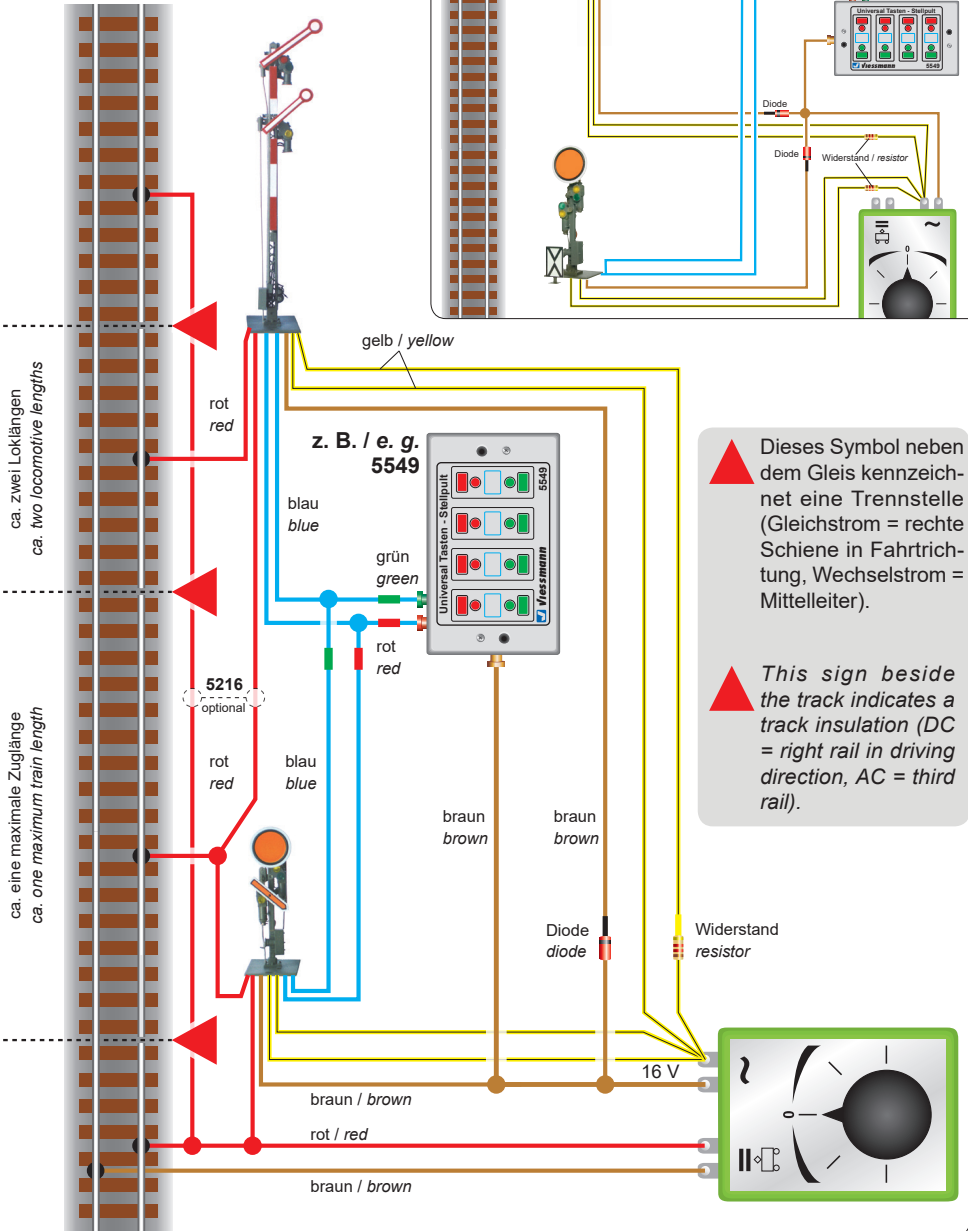 Universal Tasten - Stellpult
Viessmann
5549
Diode
Diode
Widerstand / resistor
0
~
gelb / yellow
ca. zwei Loklängen
ca. two locomotive lengths
rot
red
z. B. / e. g.
5549
blau
blue
grün
green
rot
red
Universal Tasten - Stellpult
5549
Viessmann
Dieses Symbol neben
dem Gleis kennzeich-
net eine Trennstelle
(Gleichstrom = rechte
Schiene in Fahrtrich-
tung, Wechselstrom =
Mittelleiter).
This sign beside
the track indicates a
track insulation (DC
= right rail in driving
direction, AC = third
rail).
5216
optional
ca. eine maximale Zuglänge
ca. one maximum train length
rot
red
blau
blue
braun
brown
braun
brown
Diode
diode
Widerstand
resistor
16 V
~
0
braun / brown
rot / red
braun / brown